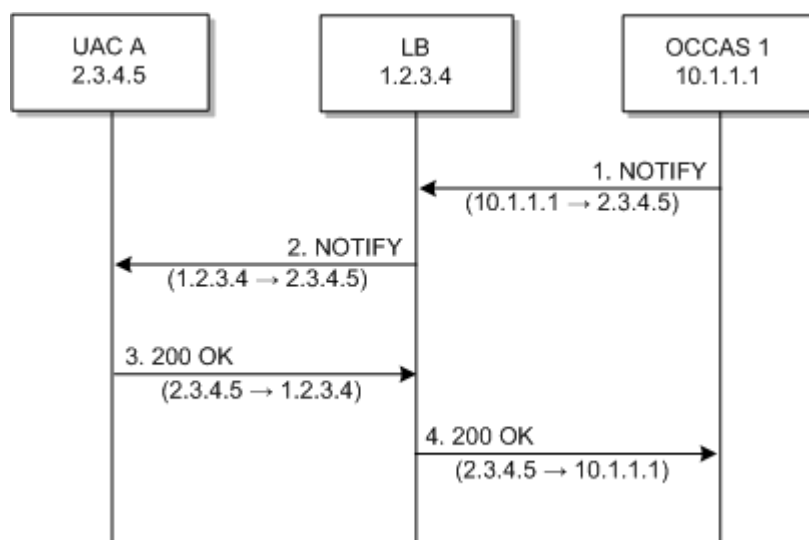 UAC A
2.3.4.5
LB
1.2.3.4
OCCAS 1
10.1.1.1
1. NOTIFY
(10.1.1.1 → 2.3.4.5)
2. NOTIFY
(1.2.3.4 → 2.3.4.5)
3. 200 OK
(2.3.4.5 → 1.2.3.4)
4. 200 OK
(2.3.4.5 → 10.1.1.1)